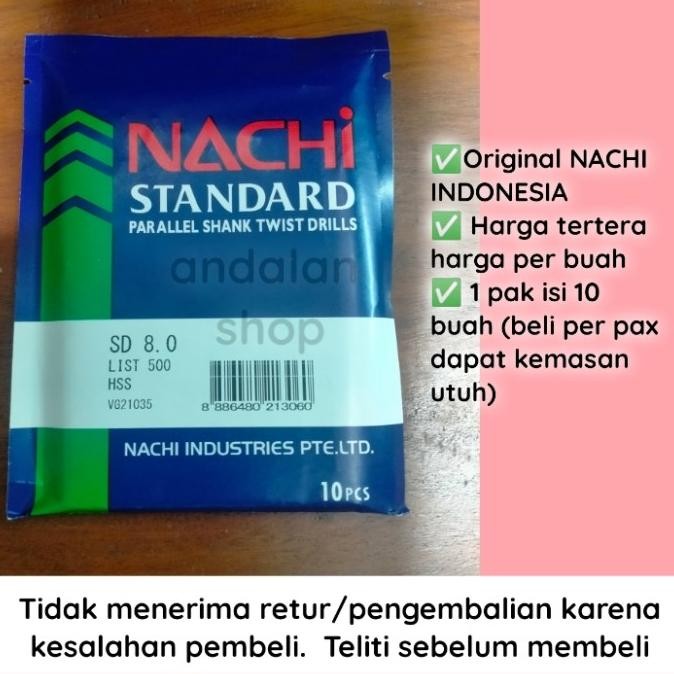 NACHi
STANDARD
PARALLEL SHANK TWIST DRILLS
andalan
shop
SD 8.0
LIST 500
HSS
VG21035
8 886480 213060
NACHI INDUSTRIES PTE.LTD.
10PCS
✅Original NACHI
INDONESIA
✅ Harga tertera
harga per buah
✅ 1 pak isi 10
buah (beli per pax
dapat kemasan
utuh)
Tidak menerima retur/pengembalian karena
kesalahan pembeli. Teliti sebelum membeli